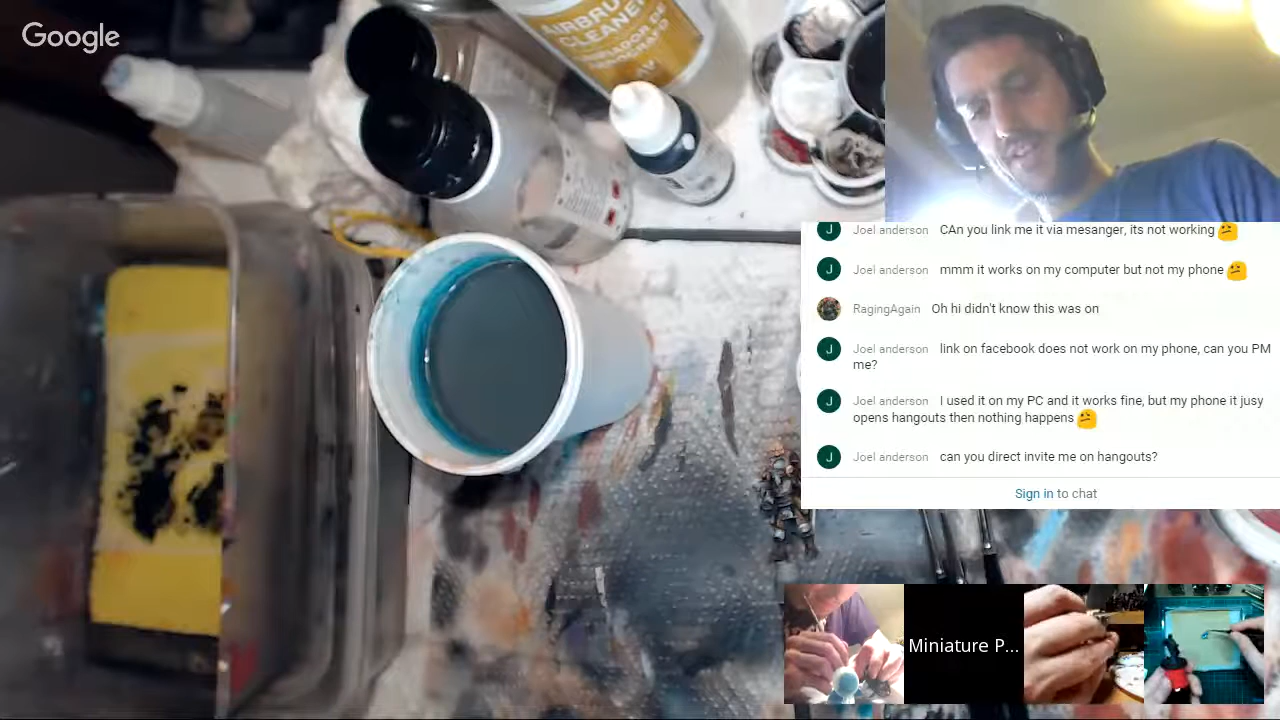 Google
AIRBRU
CLEANER
Joel anderson CAn you link me it via mesanger, its not working
Joel anderson mmm it works on my computer but not my phone
RagingAgain Oh hi didn't know this was on
Joel anderson link on facebook does not work on my phone, can you PM
me?
Joel anderson I used it on my PC and it works fine, but my phone it jusy
opens hangouts then nothing happens
Joel anderson can you direct invite me on hangouts?
Sign in to chat
Miniature P...
J
J
J
J
J